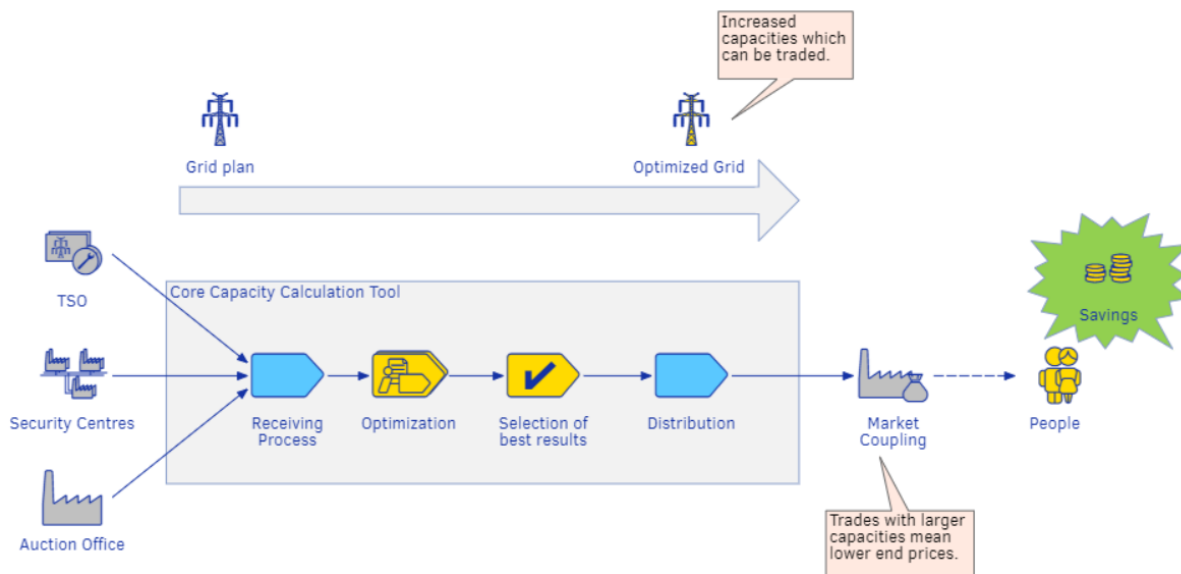 Increased
capacities which
can be traded.
Grid plan
Optimized Grid
TSO
Core Capacity Calculation Tool
Savings
Security Centres
Receiving
Process
Optimization
Selection of
best results
Distribution
Market
Coupling
People
Auction Office
Trades with larger
capacities mean
lower end prices.